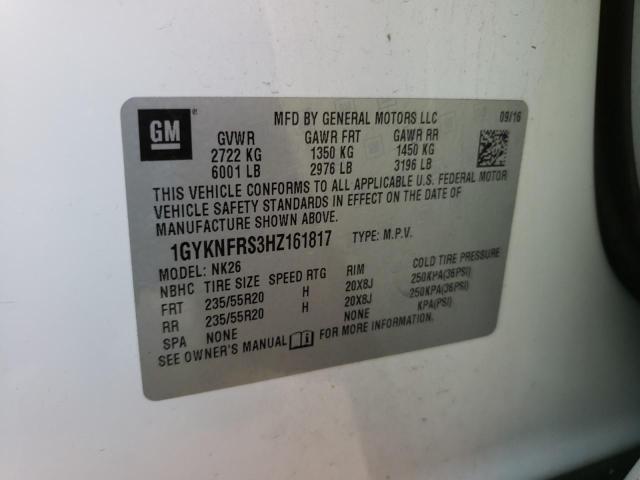 GM
MFD BY GENERAL MOTORS LLC 09/16
GVWR GAWR FRT GAWR RR
2722 KG 1350 KG 1450 KG
6001 LB 2976 LB 3196 LB
THIS VEHICLE CONFORMS TO ALL APPLICABLE U.S. FEDERAL MOTOR
VEHICLE SAFETY STANDARDS IN EFFECT ON THE DATE OF
MANUFACTURE SHOWN ABOVE.
1GYKNFRS3HZ161817 TYPE: M.P.V.
MODEL: NK26
NBHC TIRE SIZE SPEED RTG RIM COLD TIRE PRESSURE
FRT 235/55R20 H 20X8J 250KPA(36PSI)
RR 235/55R20 H 20X8J 250KPA(36PSI)
SPA NONE NONE KPA(PSI)
SEE OWNER'S MANUAL FOR MORE INFORMATION.